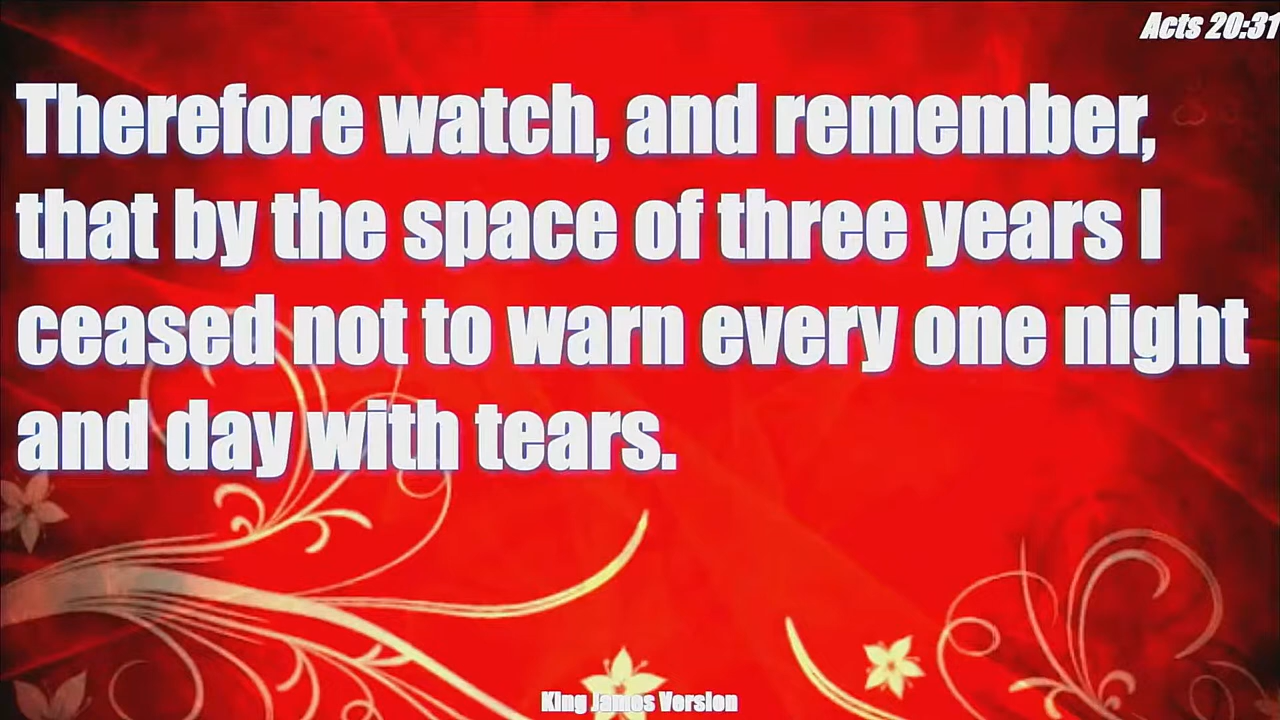 Acts 20:31
Therefore watch, and remember,
that by the space of three years I
ceased not to warn every one night
and day with tears.
King James Version